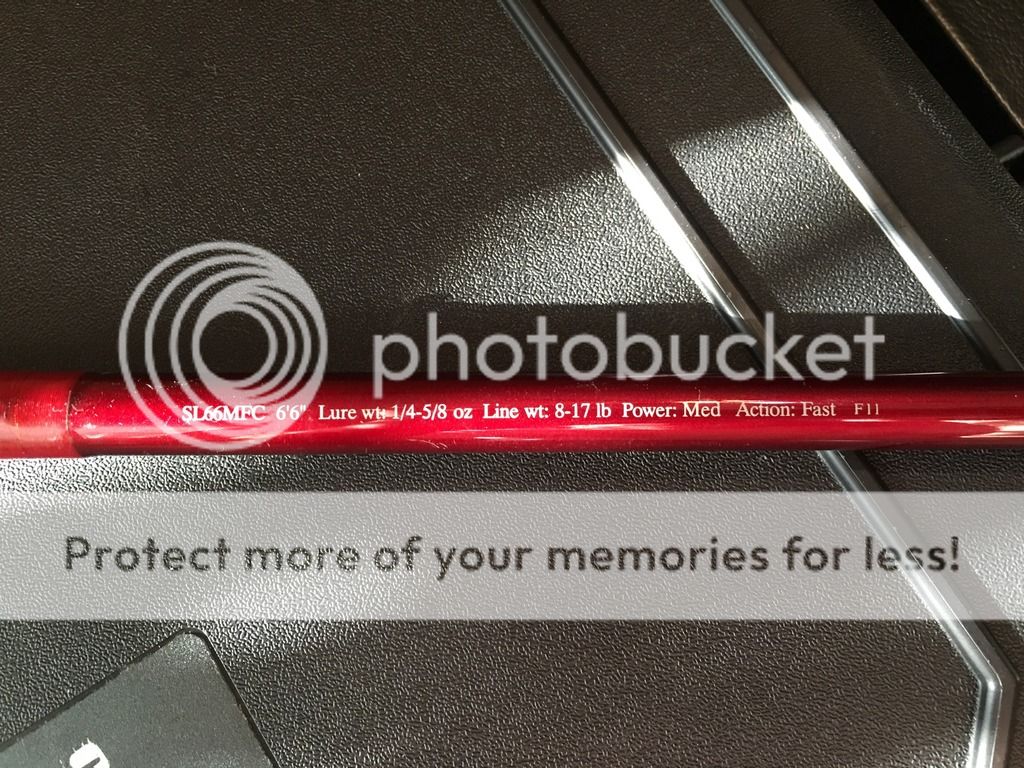 photobucket
SL66MFC 6'6" Lure wt: 1/4-5/8 oz Line wt: 8-17 lb Power: Med Action: Fast F11
Protect more of your memories for less!